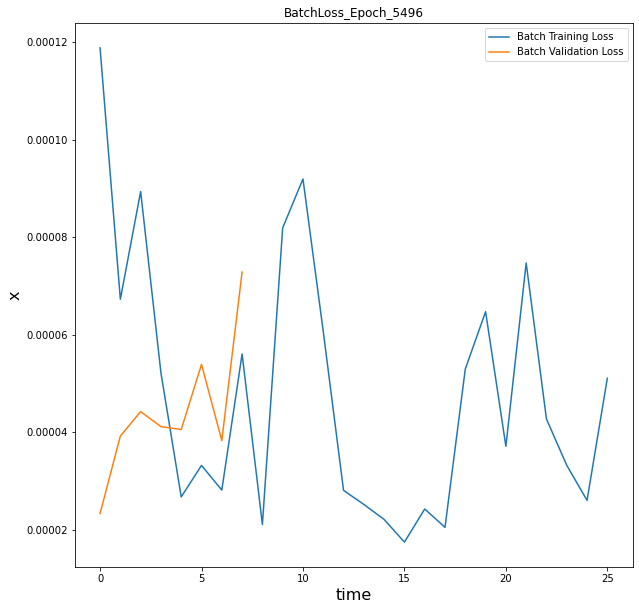 BatchLoss_Epoch_5496
Batch Training Loss
Batch Validation Loss
0.00012
0.00010
0.00008
0.00006
0.00004
0.00002
x
0 5 10 15 20 25
time